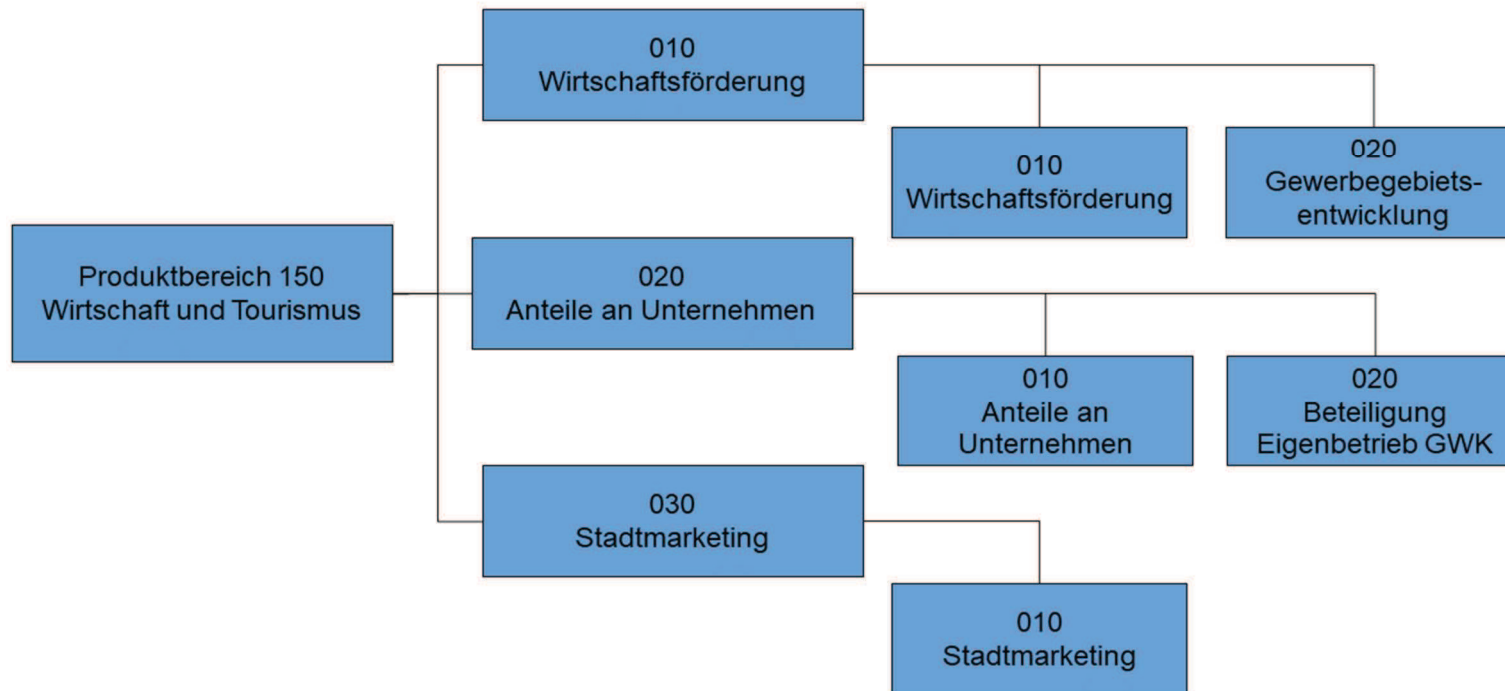 010
Wirtschaftsförderung
010
Wirtschaftsförderung
020
Gewerbegebiets-
entwicklung
Produktbereich 150
Wirtschaft und Tourismus
020
Anteile an Unternehmen
010
Anteile an
Unternehmen
020
Beteiligung
Eigenbetrieb GWK
030
Stadtmarketing
010
Stadtmarketing